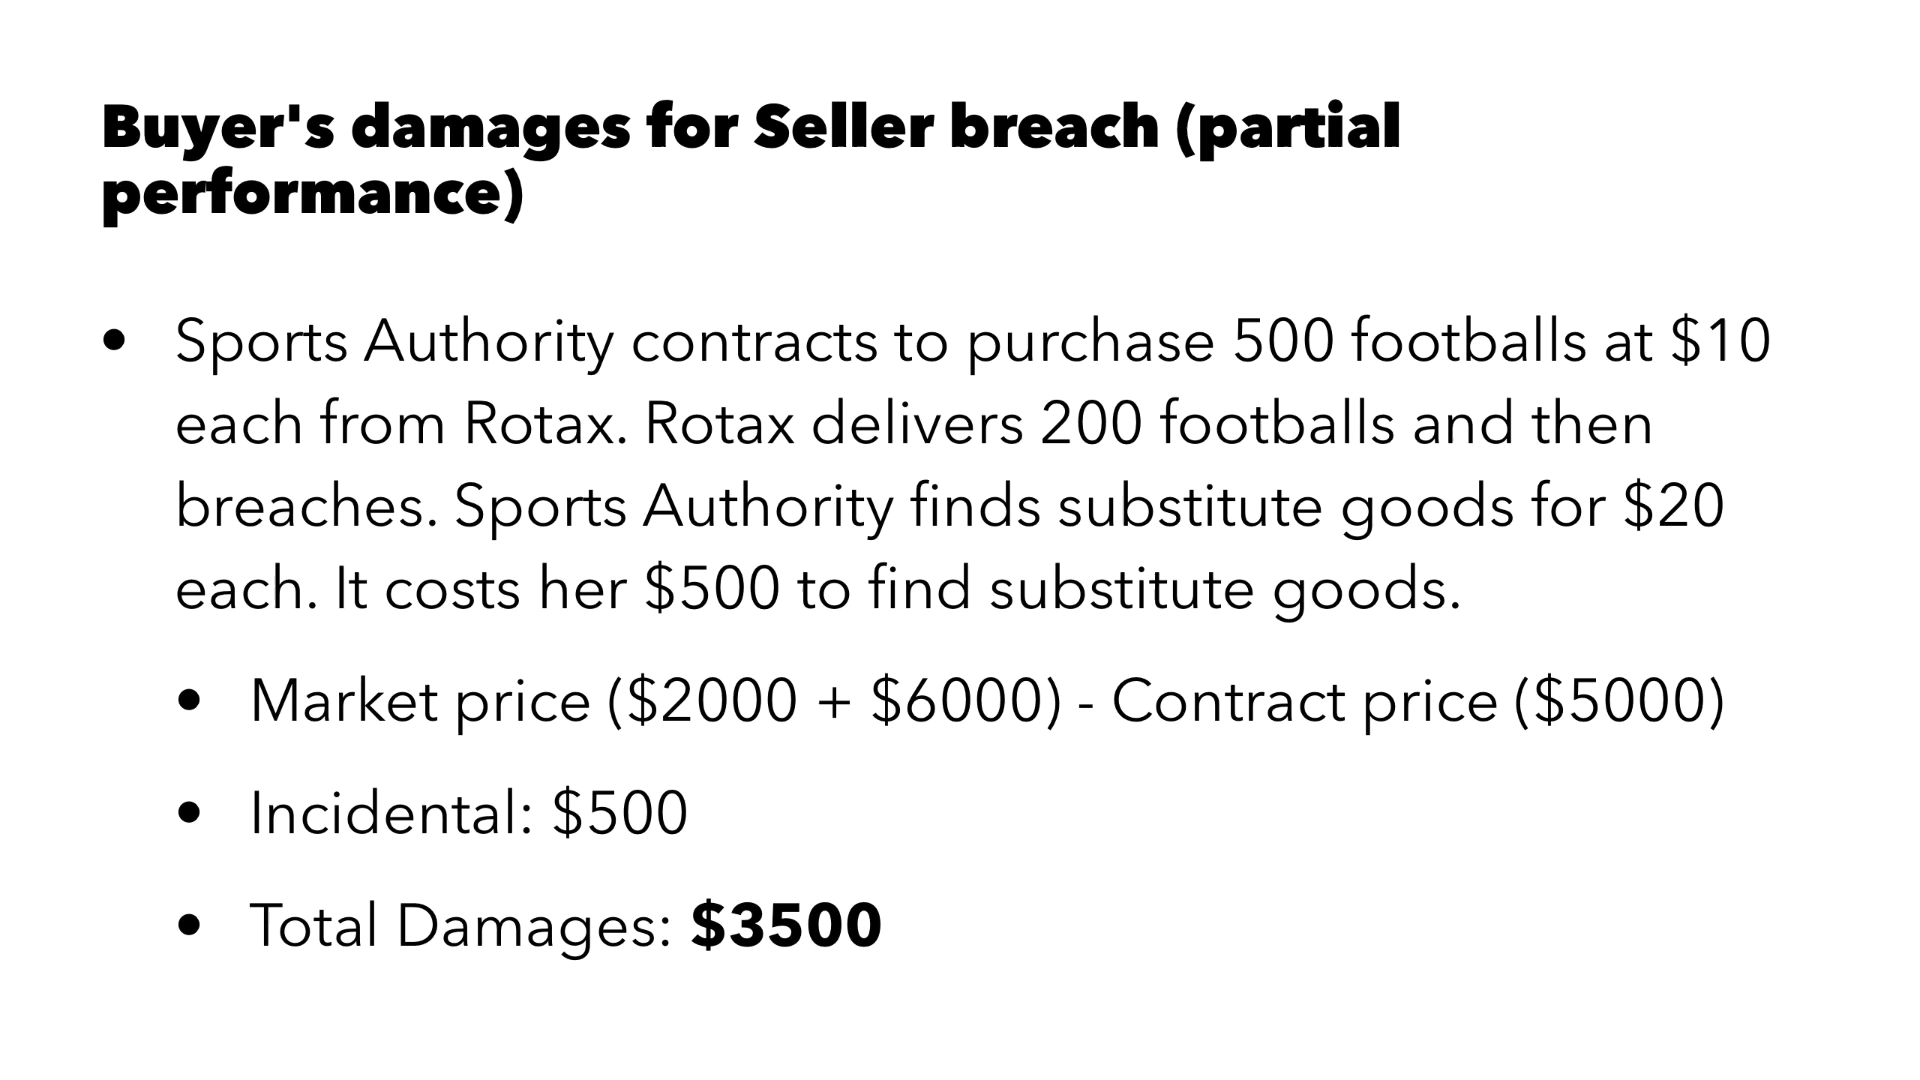 Buyer's damages for Seller breach (partial
performance)
• Sports Authority contracts to purchase 500 footballs at $10
each from Rotax. Rotax delivers 200 footballs and then
breaches. Sports Authority finds substitute goods for $20
each. It costs her $500 to find substitute goods.
• Market price ($2000 + $6000) - Contract price ($5000)
• Incidental: $500
• Total Damages: $3500